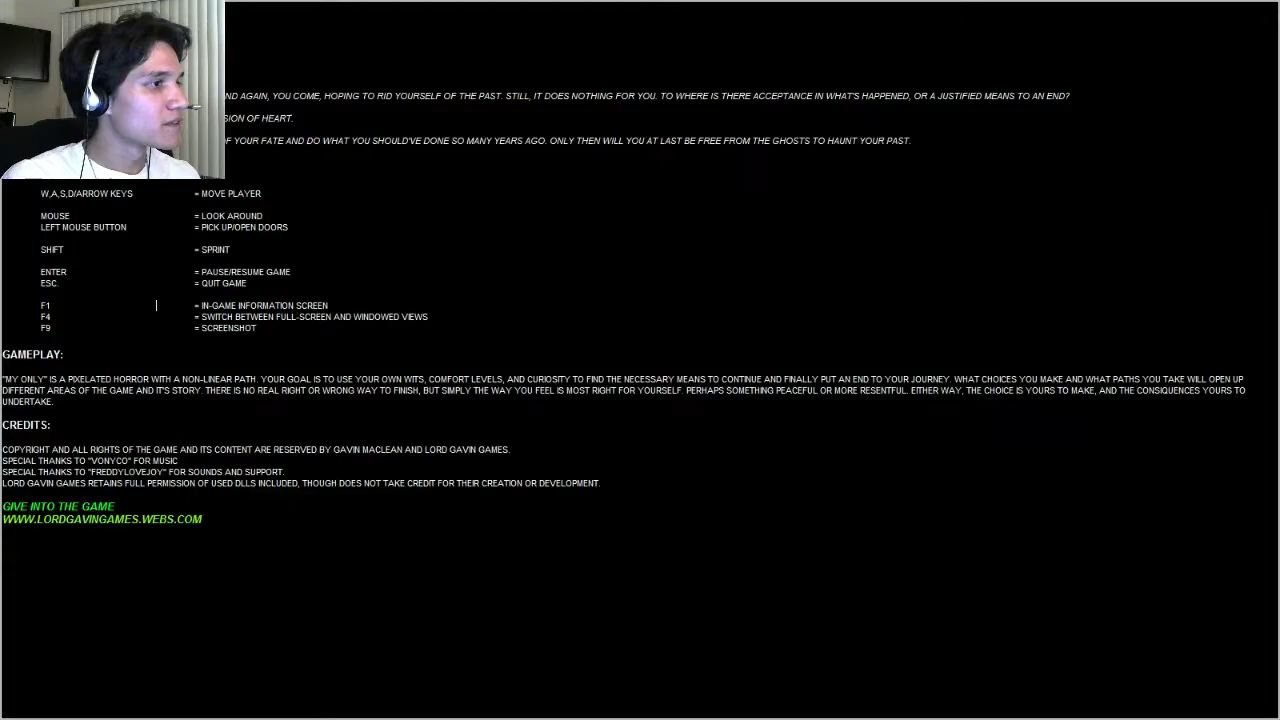 AGAIN, YOU COME, HOPING TO RID YOURSELF OF THE PAST. STILL, IT DOES NOTHING FOR YOU. TO WHERE IS THERE ACCEPTANCE IN WHAT'S HAPPENED, OR A JUSTIFIED MEANS TO AN END?
OF HEART.
YOUR FATE AND DO WHAT YOU SHOULD'VE DONE SO MANY YEARS AGO. ONLY THEN WILL YOU AT LAST BE FREE FROM THE GHOSTS TO HAUNT YOUR PAST.
W,A,S,D/ARROW KEYS = MOVE PLAYER
MOUSE = LOOK AROUND
LEFT MOUSE BUTTON = PICK UP/OPEN DOORS
SHIFT = SPRINT
ENTER = PAUSE/RESUME GAME
ESC. = QUIT GAME
F1 = IN-GAME INFORMATION SCREEN
F4 = SWITCH BETWEEN FULL-SCREEN AND WINDOWED VIEWS
F9 = SCREENSHOT
GAMEPLAY:
"MY ONLY" IS A PIXELATED HORROR WITH A NON-LINEAR PATH. YOUR GOAL IS TO USE YOUR OWN WITS, COMFORT LEVELS, AND CURIOSITY TO FIND THE NECESSARY MEANS TO CONTINUE AND FINALLY PUT AN END TO YOUR JOURNEY. WHAT CHOICES YOU MAKE AND WHAT PATHS YOU TAKE WILL OPEN UP
DIFFERENT AREAS OF THE GAME AND IT'S STORY. THERE IS NO REAL RIGHT OR WRONG WAY TO FINISH, BUT SIMPLY THE WAY YOU FEEL IS MOST RIGHT FOR YOURSELF. PERHAPS SOMETHING PEACEFUL OR MORE RESENTFUL. EITHER WAY, THE CHOICE IS YOURS TO MAKE, AND THE CONSIQUENCES YOURS TO
UNDERTAKE.
CREDITS:
COPYRIGHT AND ALL RIGHTS OF THE GAME AND ITS CONTENT ARE RESERVED BY GAVIN MACLEAN AND LORD GAVIN GAMES.
SPECIAL THANKS TO "VONYCO" FOR MUSIC
SPECIAL THANKS TO "FREDDYLOVEJOY" FOR SOUNDS AND SUPPORT.
LORD GAVIN GAMES RETAINS FULL PERMISSION OF USED DLLS INCLUDED, THOUGH DOES NOT TAKE CREDIT FOR THEIR CREATION OR DEVELOPMENT.
GIVE INTO THE GAME
WWW.LORDGAVINGAMES.WEBS.COM